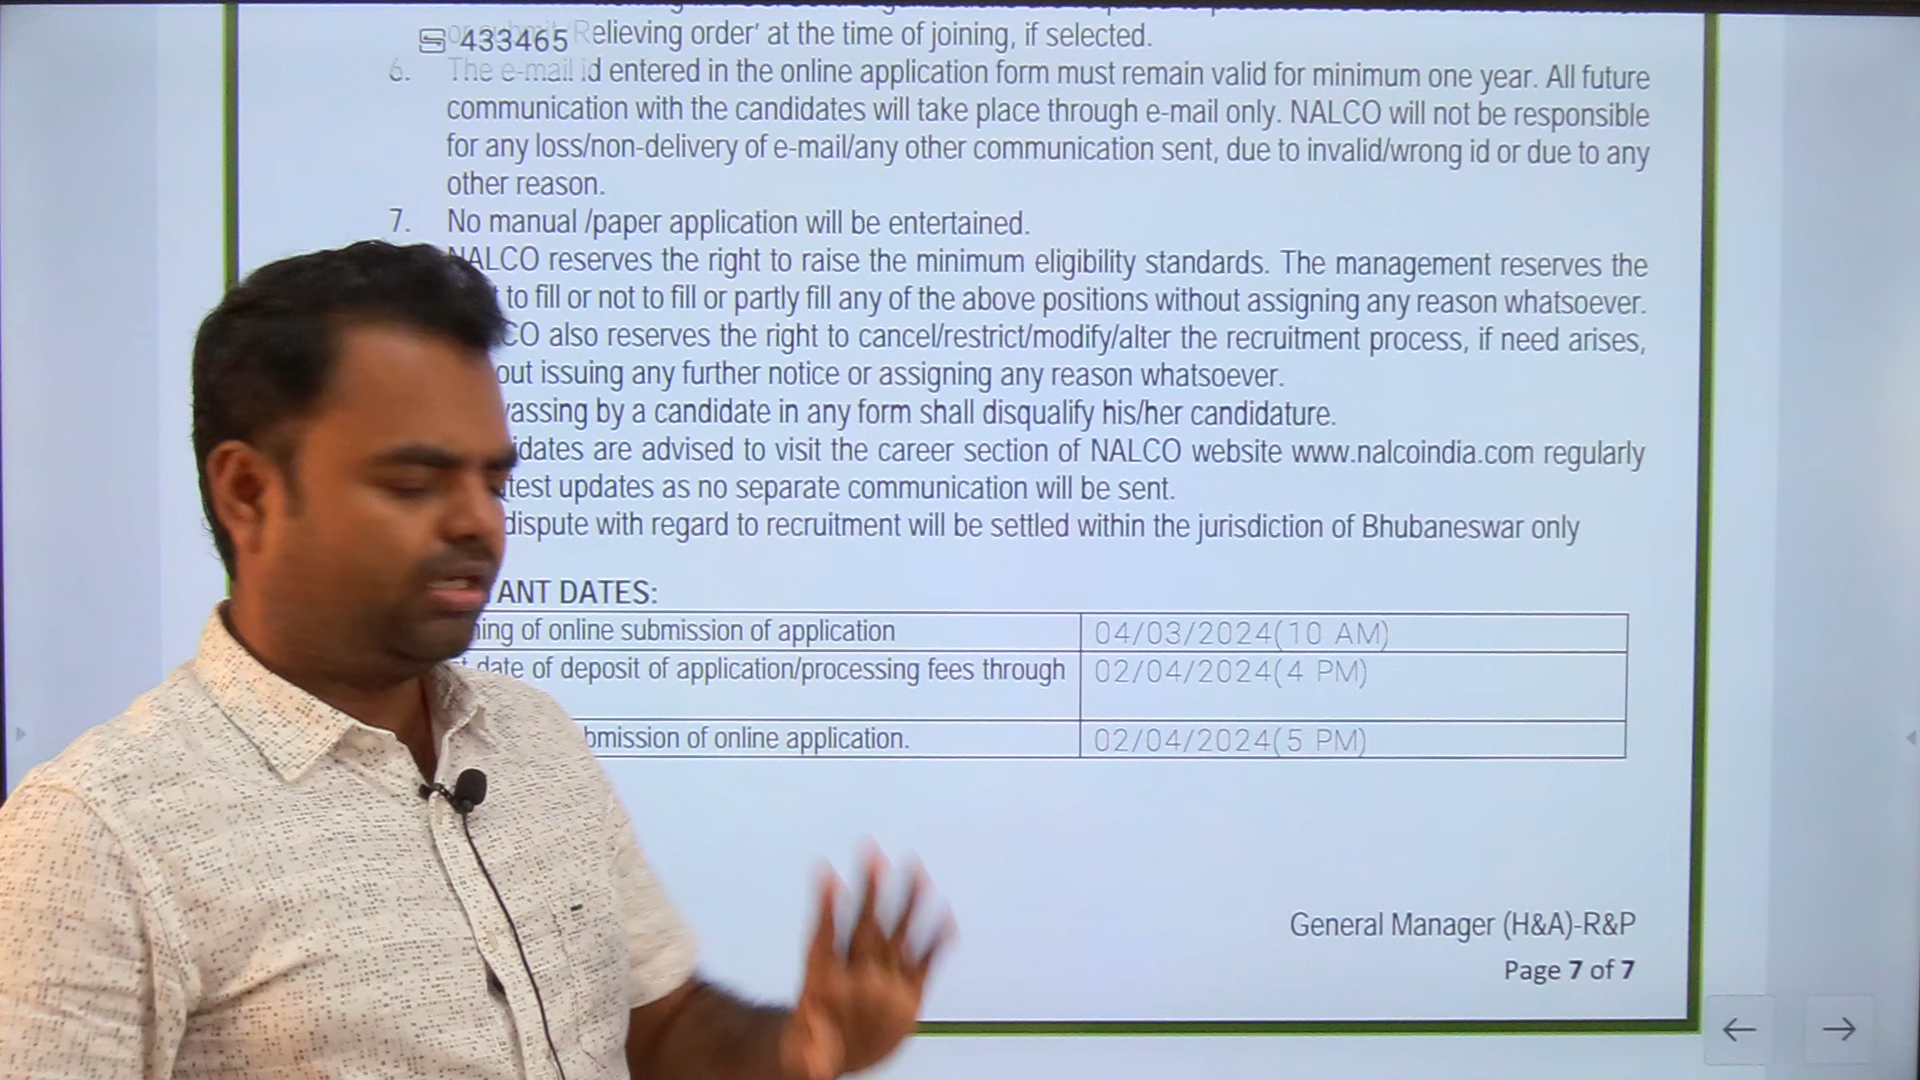 433465 Relieving order' at the time of joining, if selected.
6. The e-mail id entered in the online application form must remain valid for minimum one year. All future
communication with the candidates will take place through e-mail only. NALCO will not be responsible
for any loss/non-delivery of e-mail/any other communication sent, due to invalid/wrong id or due to any
other reason.
7. No manual /paper application will be entertained.
NALCO reserves the right to raise the minimum eligibility standards. The management reserves the
to fill or not to fill or partly fill any of the above positions without assigning any reason whatsoever.
CO also reserves the right to cancel/restrict/modify/alter the recruitment process, if need arises,
out issuing any further notice or assigning any reason whatsoever.
assing by a candidate in any form shall disqualify his/her candidature.
dates are advised to visit the career section of NALCO website www.nalcoindia.com regularly
test updates as no separate communication will be sent.
dispute with regard to recruitment will be settled within the jurisdiction of Bhubaneswar only
ANT DATES:
ing of online submission of application 04/03/2024(10 AM)
date of deposit of application/processing fees through 02/04/2024(4 PM)
bmission of online application. 02/04/2024(5 PM)
General Manager (H&A)-R&P
Page 7 of 7